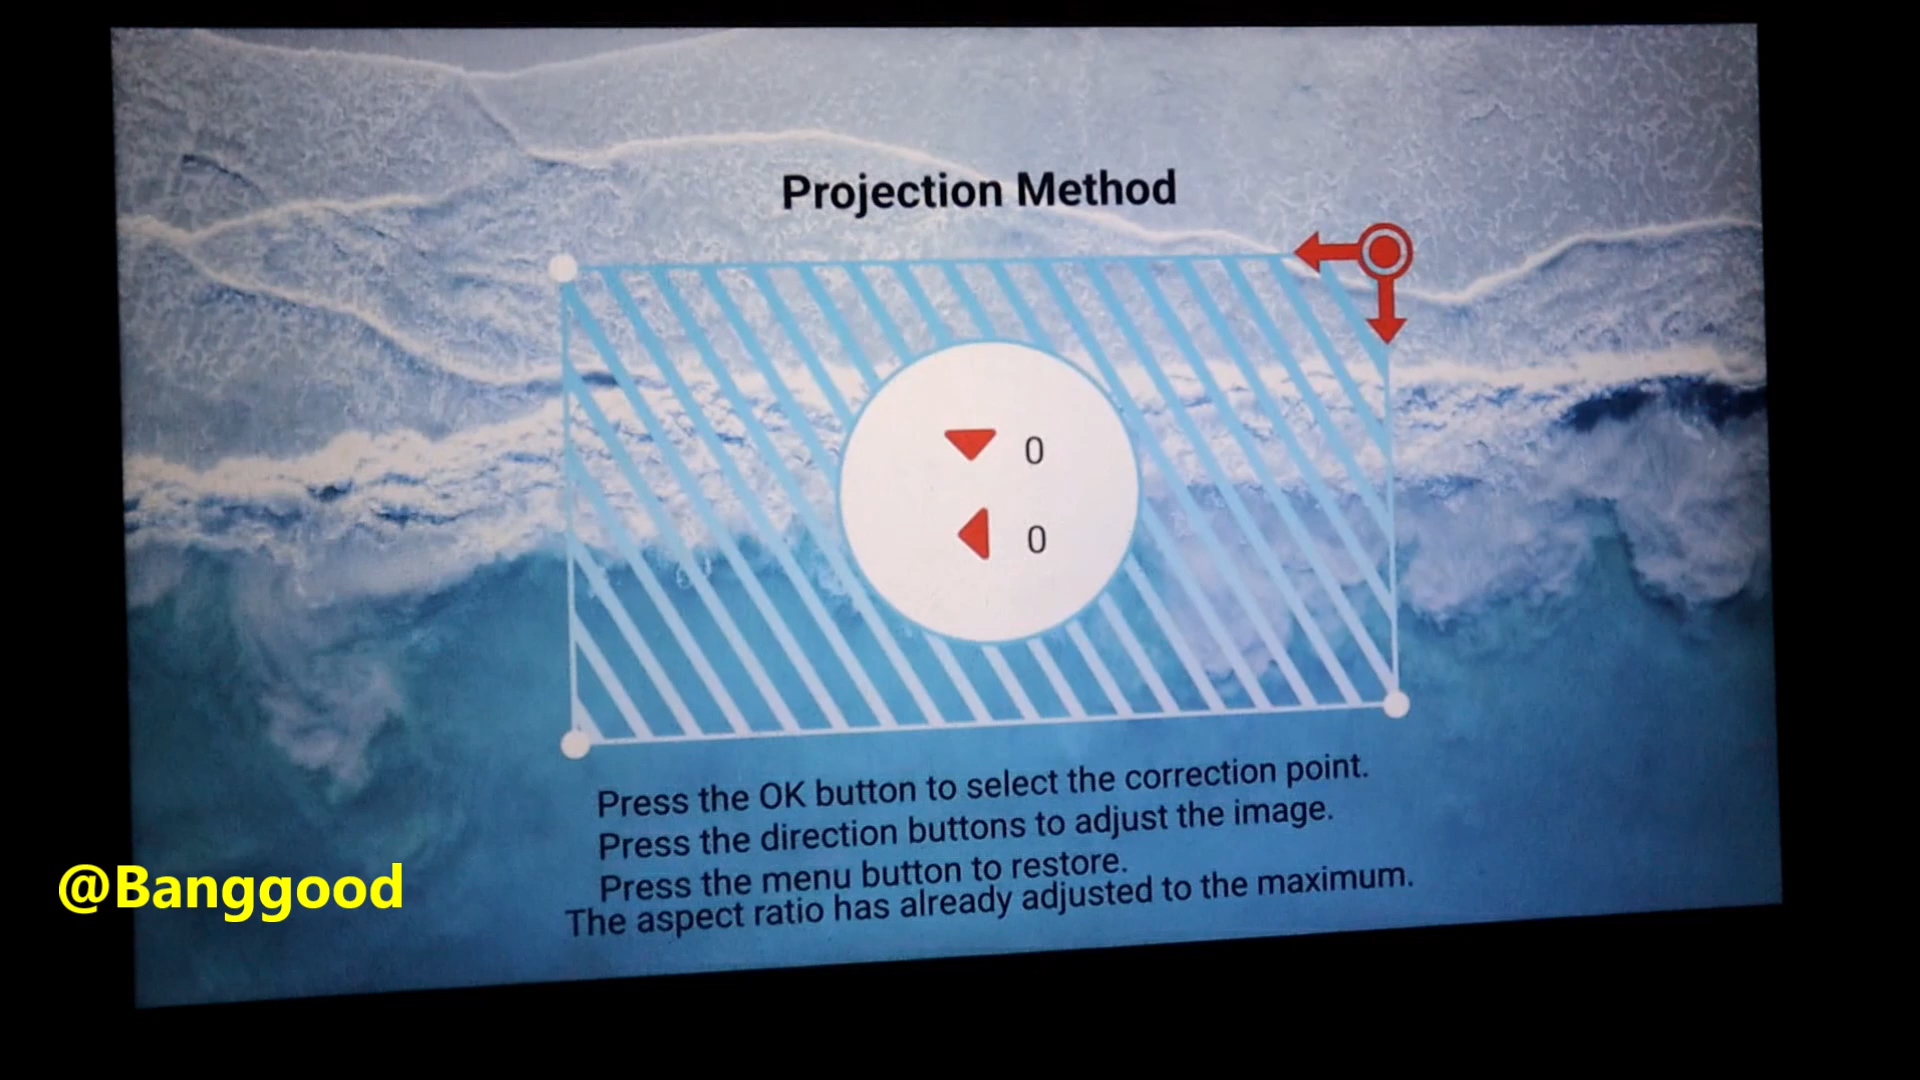 Projection Method
0
0
Press the OK button to select the correction point.
Press the direction buttons to adjust the image.
Press the menu button to restore.
The aspect ratio has already adjusted to the maximum.
@Banggood